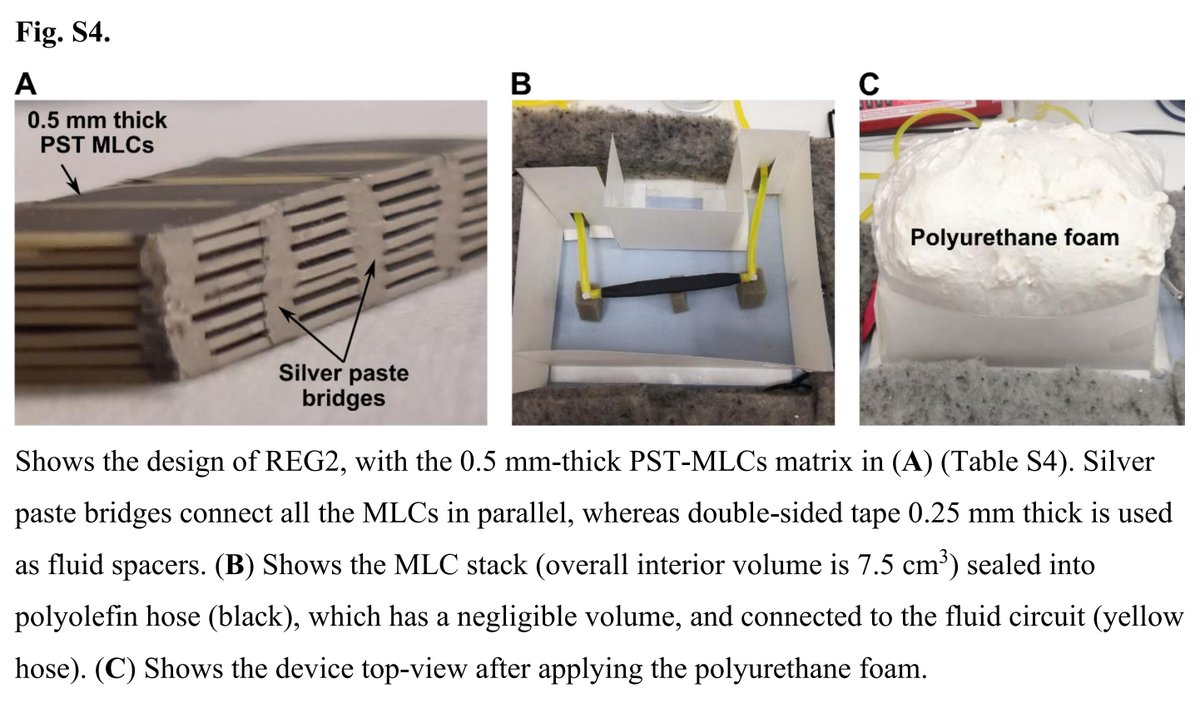 Fig. S4.
A
B
C
0.5 mm thick
PST MLCs
Silver paste
bridges
Polyurethane foam
Shows the design of REG2, with the 0.5 mm-thick PST-MLCs matrix in (A) (Table S4). Silver
paste bridges connect all the MLCs in parallel, whereas double-sided tape 0.25 mm thick is used
as fluid spacers. (B) Shows the MLC stack (overall interior volume is 7.5 cm³) sealed into
polyolefin hose (black), which has a negligible volume, and connected to the fluid circuit (yellow
hose). (C) Shows the device top-view after applying the polyurethane foam.